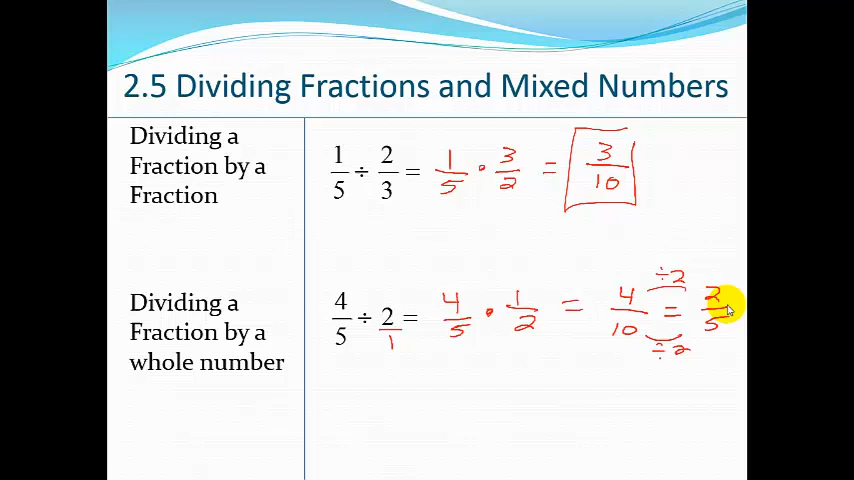 2.5 Dividing Fractions and Mixed Numbers
Dividing a
Fraction by a
Fraction
1/5 ÷ 2/3 = 1/5 · 3/2 = 3/10
Dividing a
Fraction by a
whole number
4/5 ÷ 2/1 = 4/5 · 1/2 = 4/10 = 2/5
÷2
÷2